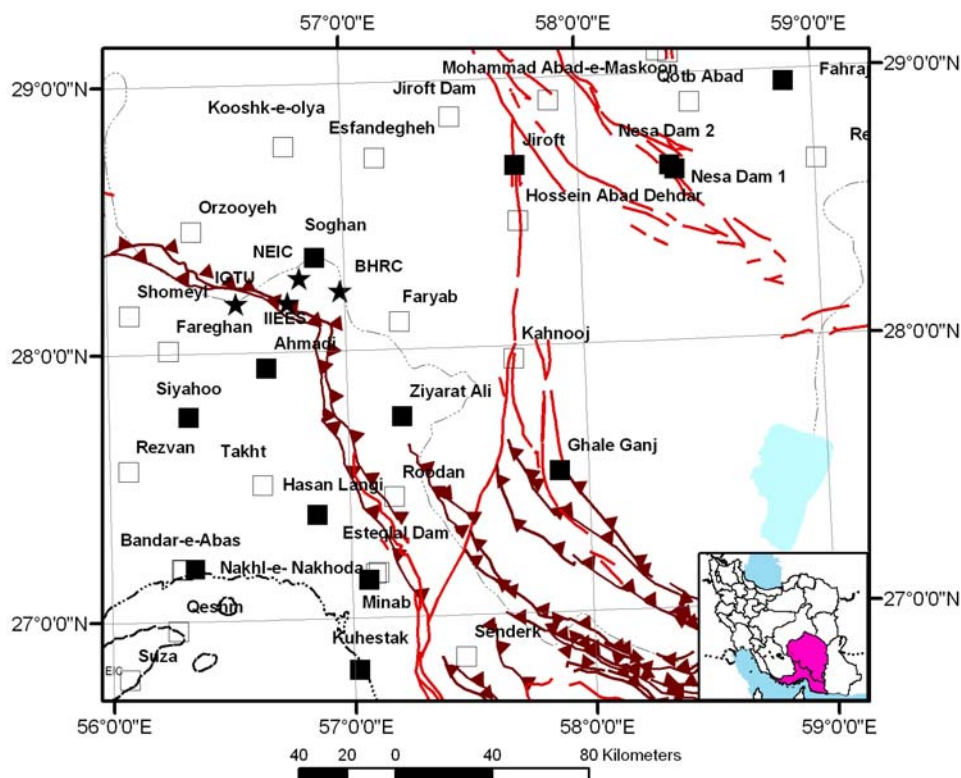 57°0'0"E 58°0'0"E 59°0'0"E
29°0'0"N
29°0'0"N
Mohammad Abad-e-Maskoon
Fahraj
Qotb Abad
Jiroft Dam
Kooshk-e-olya
Esfandegheh
Nesa Dam 2
Jiroft
Re
Nesa Dam 1
Hossein Abad Dehdar
Orzooyeh
Soghan
NEIC
BHRC
Shomeyl
Faryab
IIEES
Fareghan
Kahnooj
28°0'0"N
28°0'0"N
Ahmadi
Siyahoo
Ziyarat Ali
Rezvan
Takht
Ghale Ganj
Roodan
Hasan Langi
Esteqlal Dam
Bandar-e-Abas
Nakhl-e- Nakhoda
Minab
Qeshm
27°0'0"N
27°0'0"N
Kuhestak
Senderk
Suza
EIC
56°0'0"E 57°0'0"E 58°0'0"E 59°0'0"E
40 20 0 40 80 Kilometers